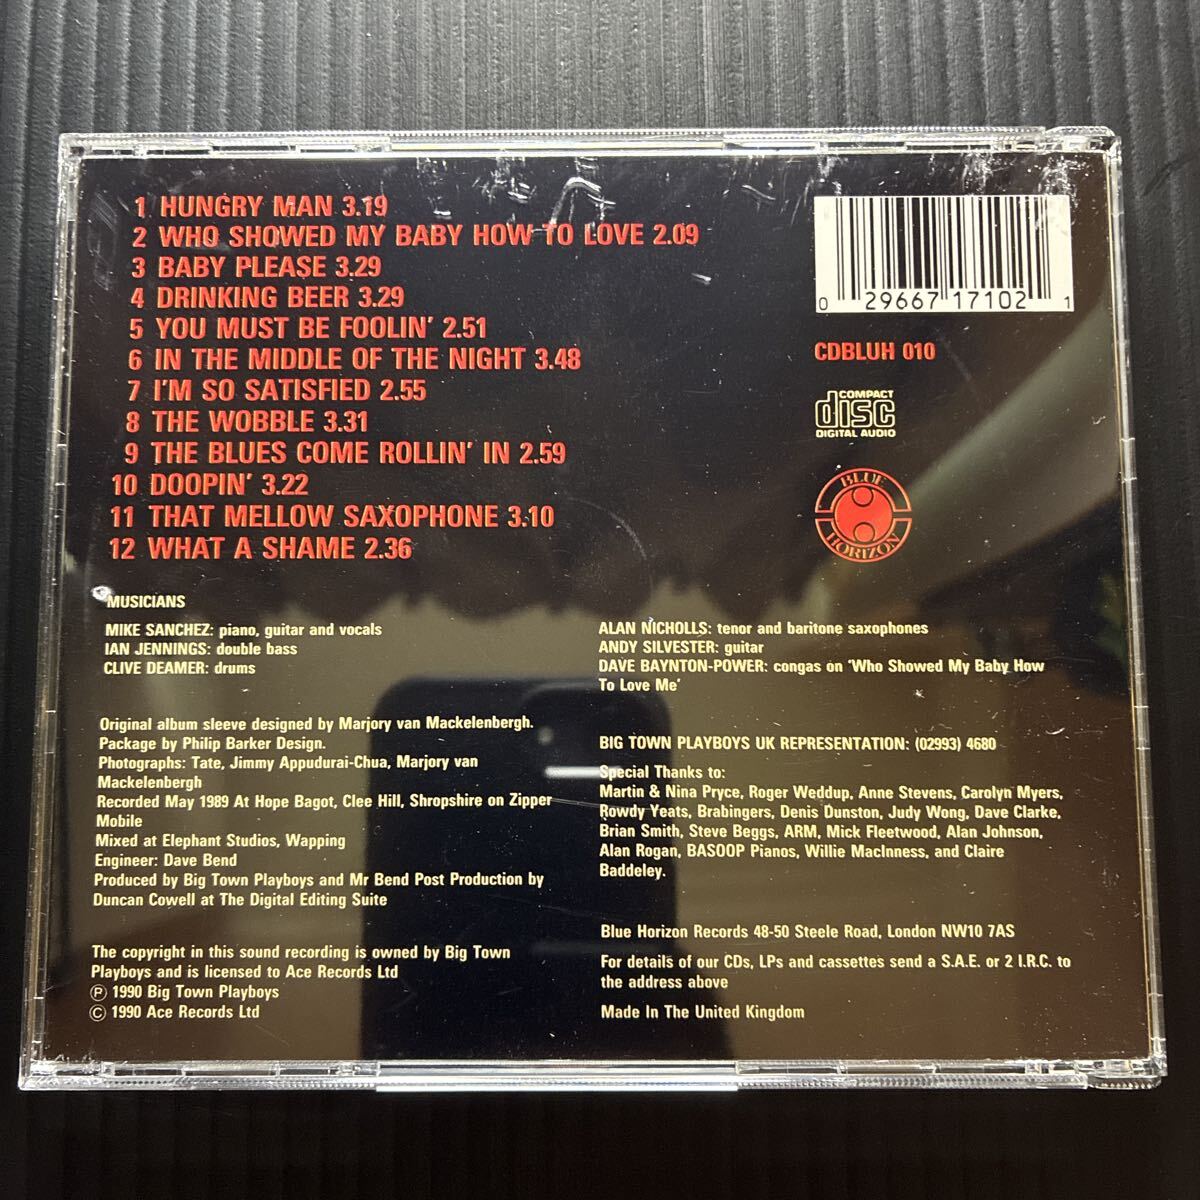 1 HUNGRY MAN 3.19
2 WHO SHOWED MY BABY HOW TO LOVE 2.09
3 BABY PLEASE 3.29
4 DRINKING BEER 3.29
5 YOU MUST BE FOOLIN' 2.51
6 IN THE MIDDLE OF THE NIGHT 3.48
7 I'M SO SATISFIED 2.55
8 THE WOBBLE 3.31
9 THE BLUES COME ROLLIN' IN 2.59
10 DOOPIN' 3.22
11 THAT MELLOW SAXOPHONE 3.10
12 WHAT A SHAME 2.36
0 29667 17102 1
CDBLUH 010
COMPACT
disc
DIGITAL AUDIO
BLUE
HORIZON
MUSICIANS
MIKE SANCHEZ: piano, guitar and vocals
IAN JENNINGS: double bass
CLIVE DEAMER: drums
ALAN NICHOLLS: tenor and baritone saxophones
ANDY SILVESTER: guitar
DAVE BAYNTON-POWER: congas on 'Who Showed My Baby How
To Love Me'
Original album sleeve designed by Marjory van Mackelenbergh.
Package by Philip Barker Design.
Photographs: Tate, Jimmy Appudurai-Chua, Marjory van
Mackelenbergh
Recorded May 1989 At Hope Bagot, Clee Hill, Shropshire on Zipper
Mobile
Mixed at Elephant Studios, Wapping
Engineer: Dave Bend
Produced by Big Town Playboys and Mr Bend Post Production by
Duncan Cowell at The Digital Editing Suite
The copyright in this sound recording is owned by Big Town
Playboys and is licensed to Ace Records Ltd
℗ 1990 Big Town Playboys
© 1990 Ace Records Ltd
BIG TOWN PLAYBOYS UK REPRESENTATION: (02993) 4680
Special Thanks to:
Martin & Nina Pryce, Roger Weddup, Anne Stevens, Carolyn Myers,
Rowdy Yeats, Brabingers, Denis Dunston, Judy Wong, Dave Clarke,
Brian Smith, Steve Beggs, ARM, Mick Fleetwood, Alan Johnson,
Alan Rogan, BASOOP Pianos, Willie MacInness, and Claire
Baddeley.
Blue Horizon Records 48-50 Steele Road, London NW10 7AS
For details of our CDs, LPs and cassettes send a S.A.E. or 2 I.R.C. to
the address above
Made In The United Kingdom